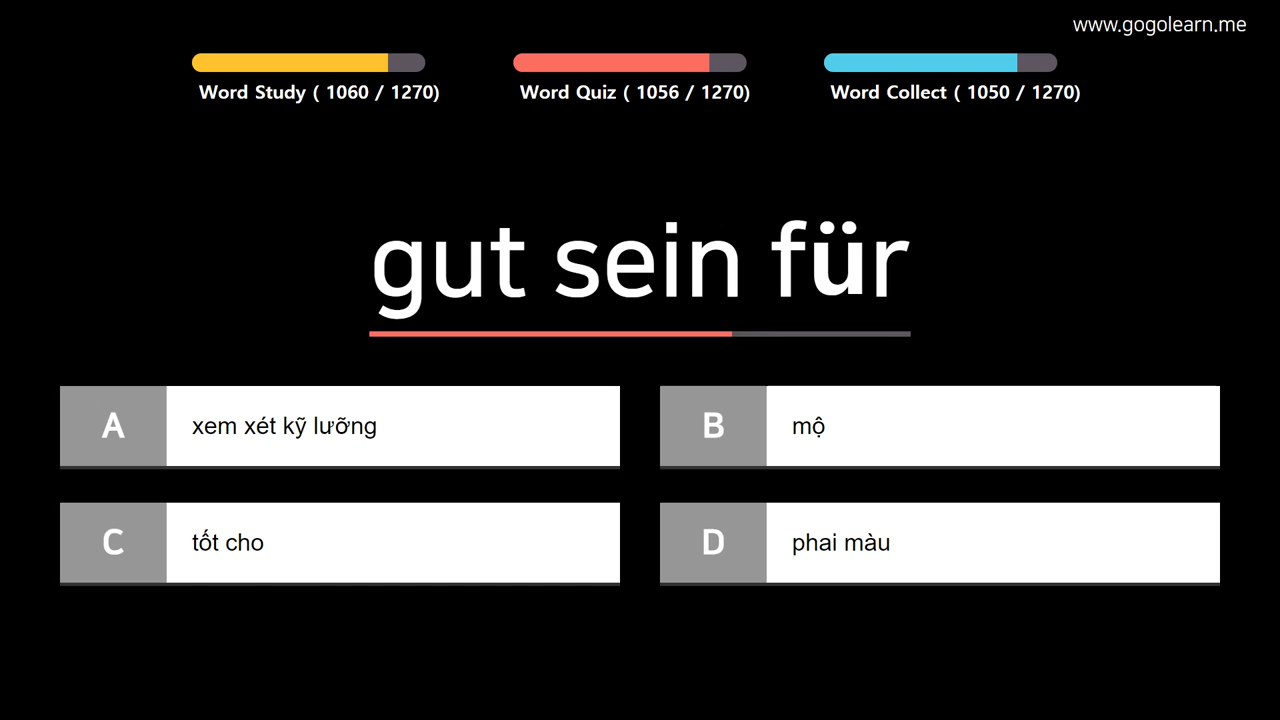 www.gogolearn.me
Word Study ( 1060 / 1270)
Word Quiz ( 1056 / 1270)
Word Collect ( 1050 / 1270)
gut sein für
A xem xét kỹ lưỡng
B mộ
C tốt cho
D phai màu